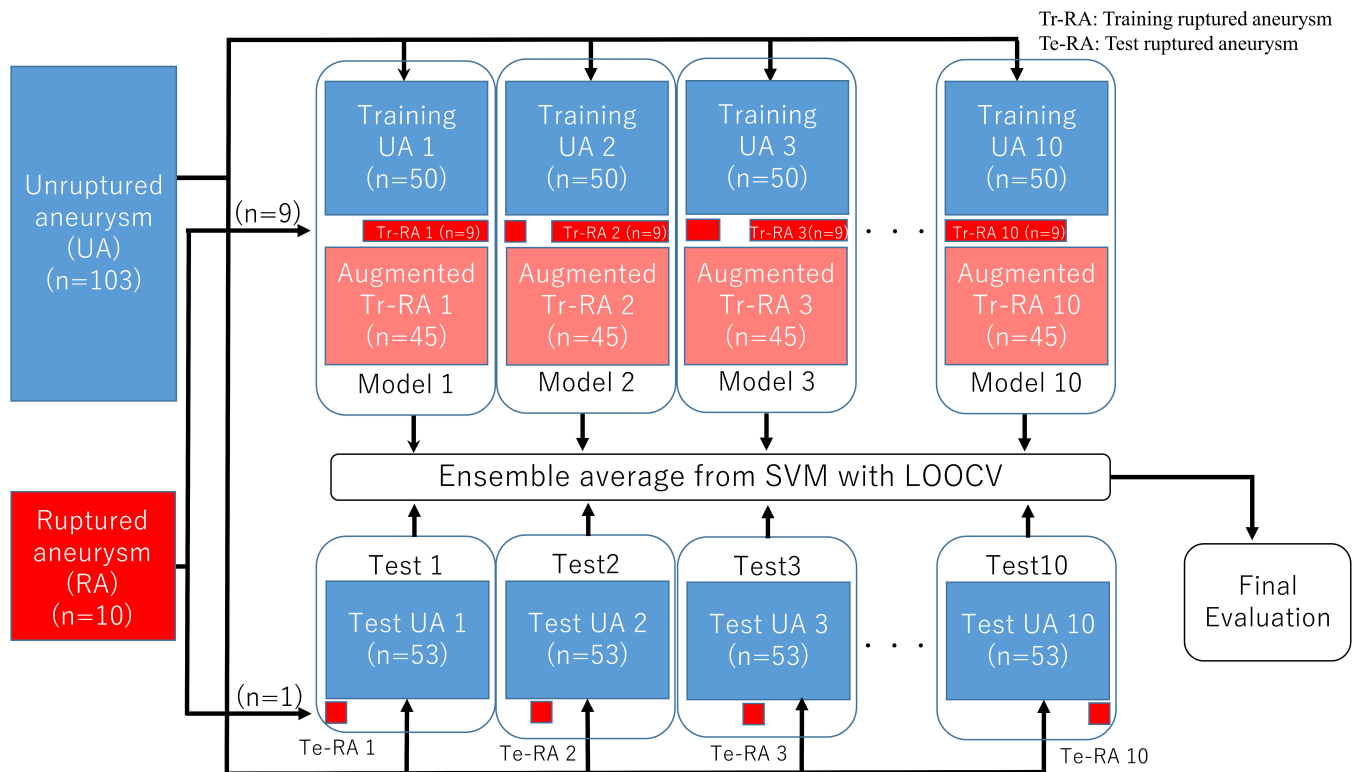 Tr-RA: Training ruptured aneurysm
Te-RA: Test ruptured aneurysm
Unruptured
aneurysm
(UA)
(n=103)
Ruptured
aneurysm
(RA)
(n=10)
(n=9)
(n=1)
Training
UA 1
(n=50)
Tr-RA 1 (n=9)
Augmented
Tr-RA 1
(n=45)
Model 1
Training
UA 2
(n=50)
Tr-RA 2 (n=9)
Augmented
Tr-RA 2
(n=45)
Model 2
Training
UA 3
(n=50)
Tr-RA 3(n=9)
Augmented
Tr-RA 3
(n=45)
Model 3
. . .
Training
UA 10
(n=50)
Tr-RA 10 (n=9)
Augmented
Tr-RA 10
(n=45)
Model 10
Ensemble average from SVM with LOOCV
Test 1
Test UA 1
(n=53)
Te-RA 1
Test2
Test UA 2
(n=53)
Te-RA 2
Test3
Test UA 3
(n=53)
Te-RA 3
. . .
Test10
Test UA 10
(n=53)
Te-RA 10
Final
Evaluation